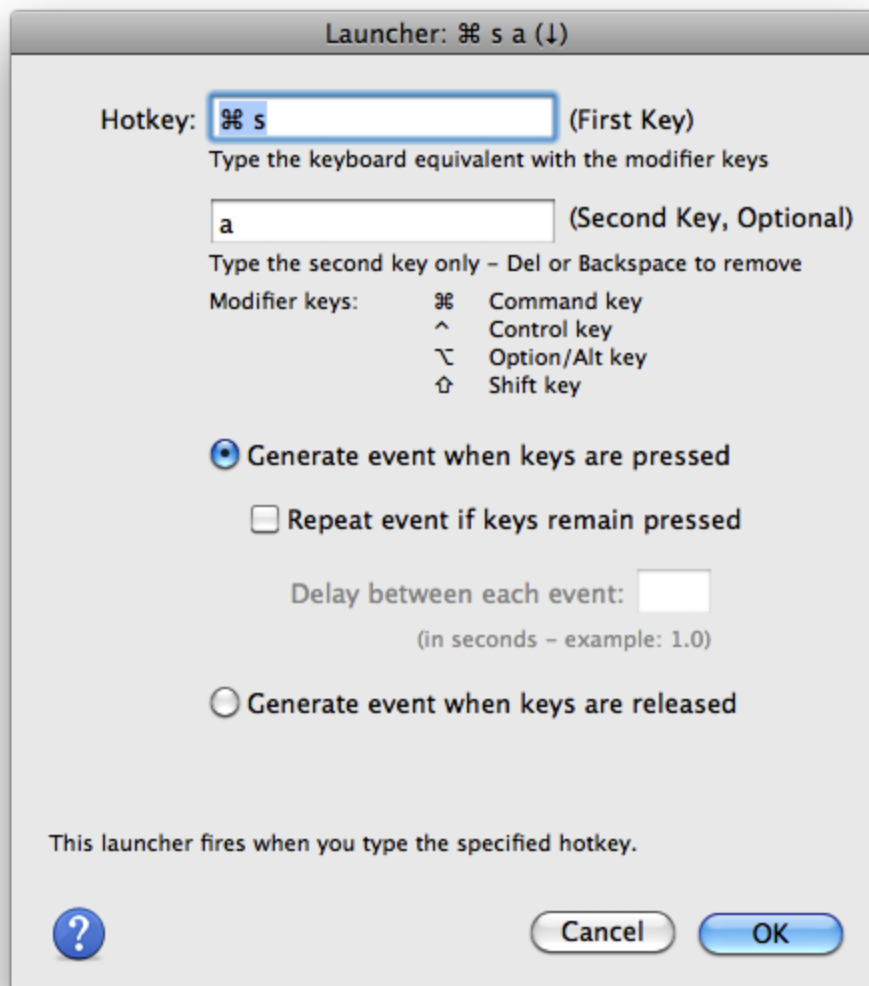 Launcher: ⌘ s a (↓)
Hotkey: ⌘ s (First Key)
Type the keyboard equivalent with the modifier keys
a (Second Key, Optional)
Type the second key only – Del or Backspace to remove
Modifier keys: ⌘ Command key
^ Control key
⌥ Option/Alt key
⇧ Shift key
Generate event when keys are pressed
Repeat event if keys remain pressed
Delay between each event:
(in seconds – example: 1.0)
Generate event when keys are released
This launcher fires when you type the specified hotkey.
? Cancel OK